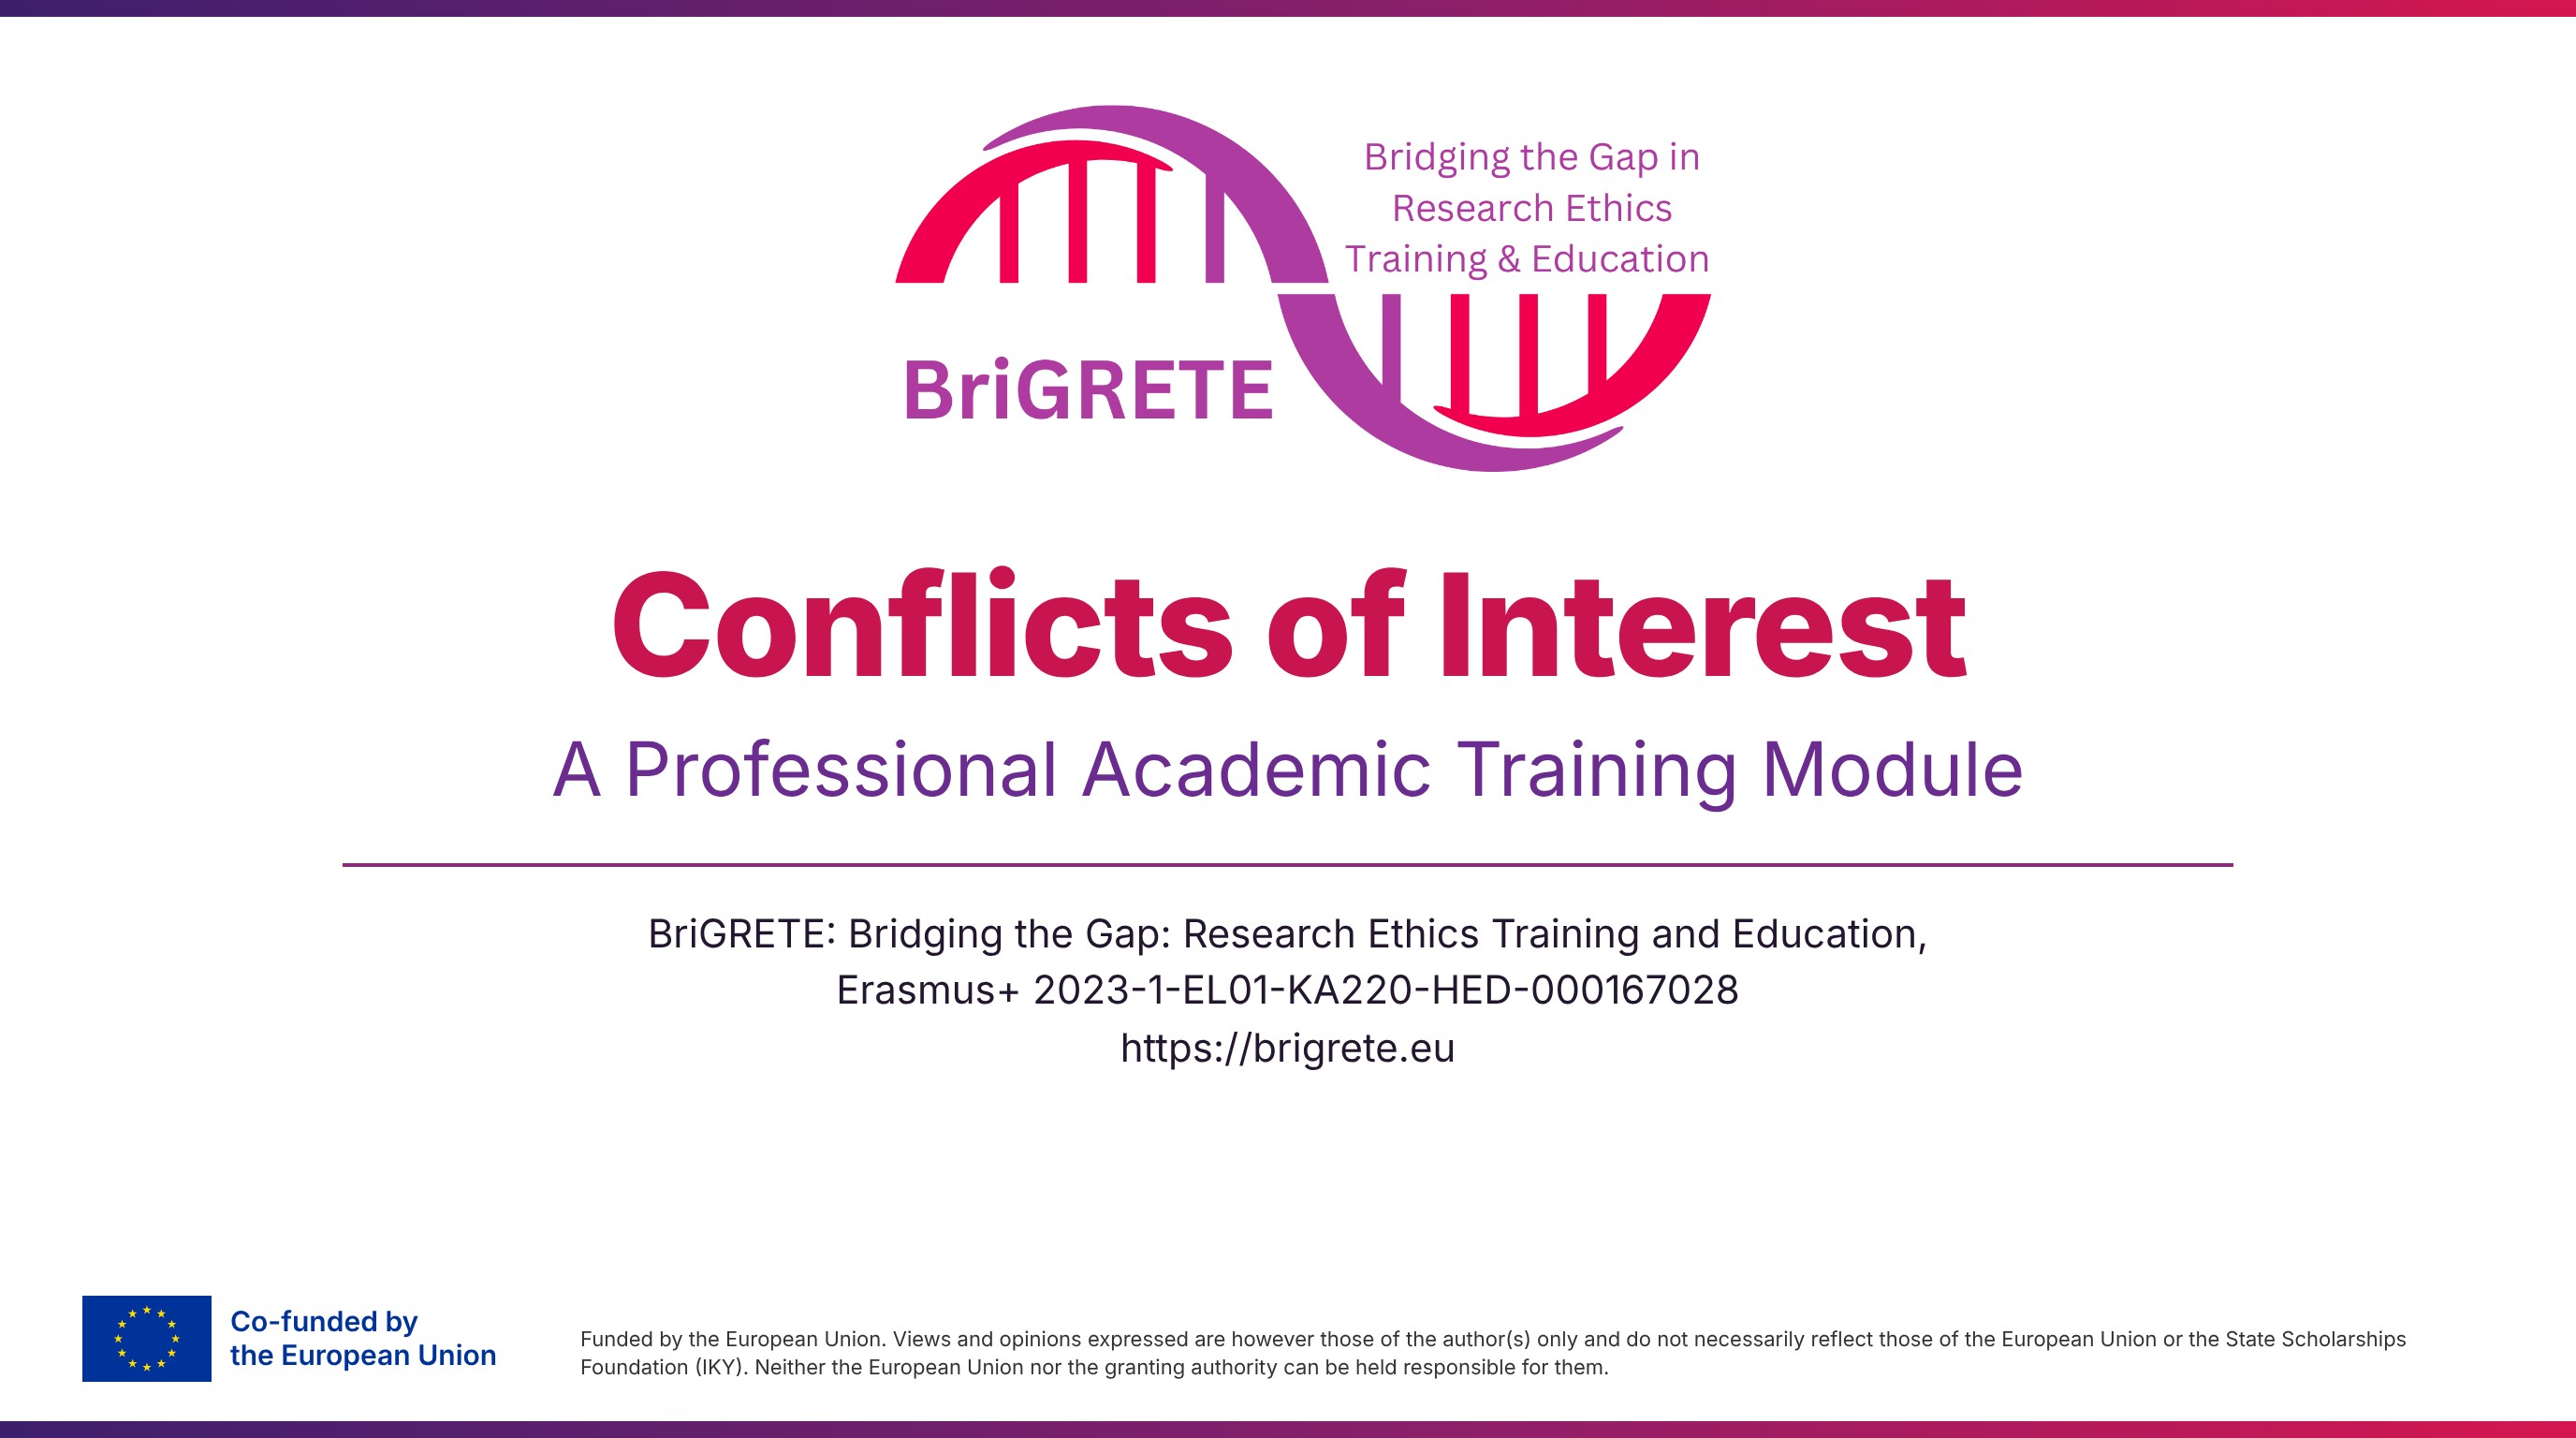 Bridging the Gap in
Research Ethics
Training & Education
BriGRETE
Conflicts of Interest
A Professional Academic Training Module
BriGRETE: Bridging the Gap: Research Ethics Training and Education,
Erasmus+ 2023-1-EL01-KA220-HED-000167028
https://brigrete.eu
Co-funded by
the European Union
Funded by the European Union. Views and opinions expressed are however those of the author(s) only and do not necessarily reflect those of the European Union or the State Scholarships
Foundation (IKY). Neither the European Union nor the granting authority can be held responsible for them.